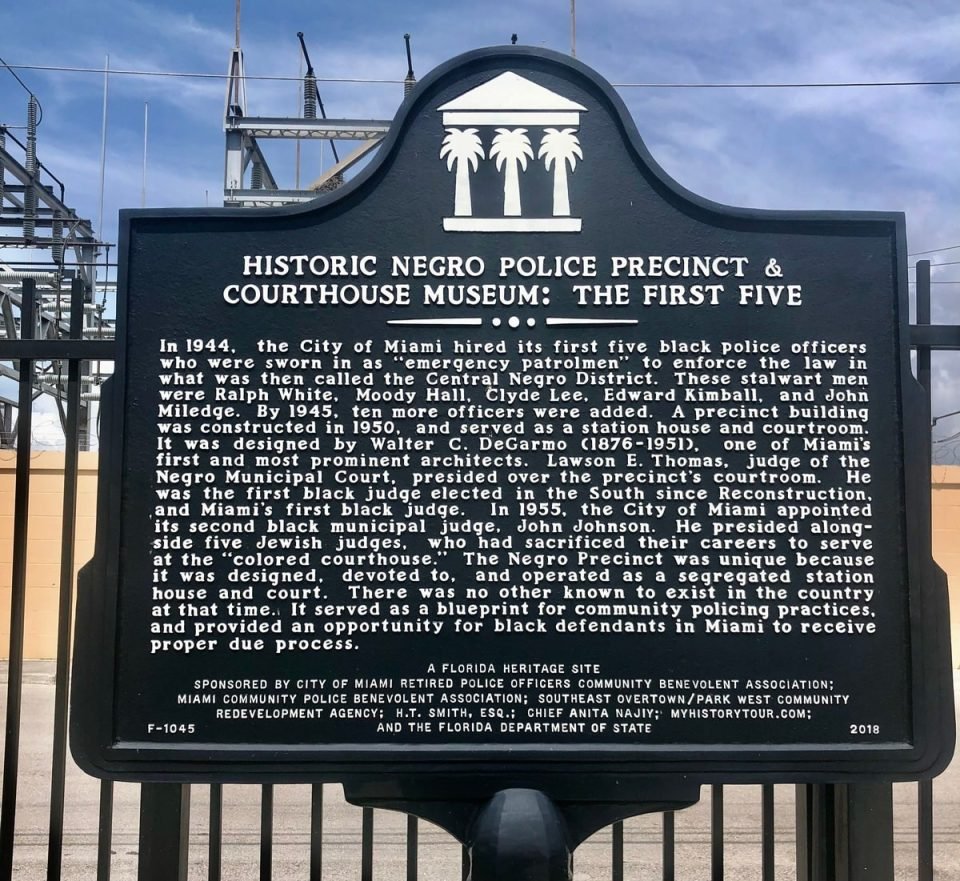 HISTORIC NEGRO POLICE PRECINCT &
COURTHOUSE MUSEUM: THE FIRST FIVE
In 1944, the City of Miami hired its first five black police officers
who were sworn in as "emergency patrolmen" to enforce the law in
what was then called the Central Negro District. These stalwart men
were Ralph White, Moody Hall, Clyde Lee, Edward Kimball, and John
Miledge. By 1945, ten more officers were added. A precinct building
was constructed in 1950, and served as a station house and courtroom.
It was designed by Walter C. DeGarmo (1876-1951), one of Miami's
first and most prominent architects. Lawson E. Thomas, judge of the
Negro Municipal Court, presided over the precinct's courtroom. He
was the first black judge elected in the South since Reconstruction,
and Miami's first black judge. In 1955, the City of Miami appointed
its second black municipal judge, John Johnson. He presided along-
side five Jewish judges, who had sacrificed their careers to serve
at the "colored courthouse." The Negro Precinct was unique because
it was designed, devoted to, and operated as a segregated station
house and court. There was no other known to exist in the country
at that time. It served as a blueprint for community policing practices,
and provided an opportunity for black defendants in Miami to receive
proper due process.
A FLORIDA HERITAGE SITE
SPONSORED BY CITY OF MIAMI RETIRED POLICE OFFICERS COMMUNITY BENEVOLENT ASSOCIATION;
MIAMI COMMUNITY POLICE BENEVOLENT ASSOCIATION; SOUTHEAST OVERTOWN/PARK WEST COMMUNITY
REDEVELOPMENT AGENCY; H.T. SMITH, ESQ.; CHIEF ANITA NAJIY; MYHISTORYTOUR.COM;
F-1045 AND THE FLORIDA DEPARTMENT OF STATE 2018